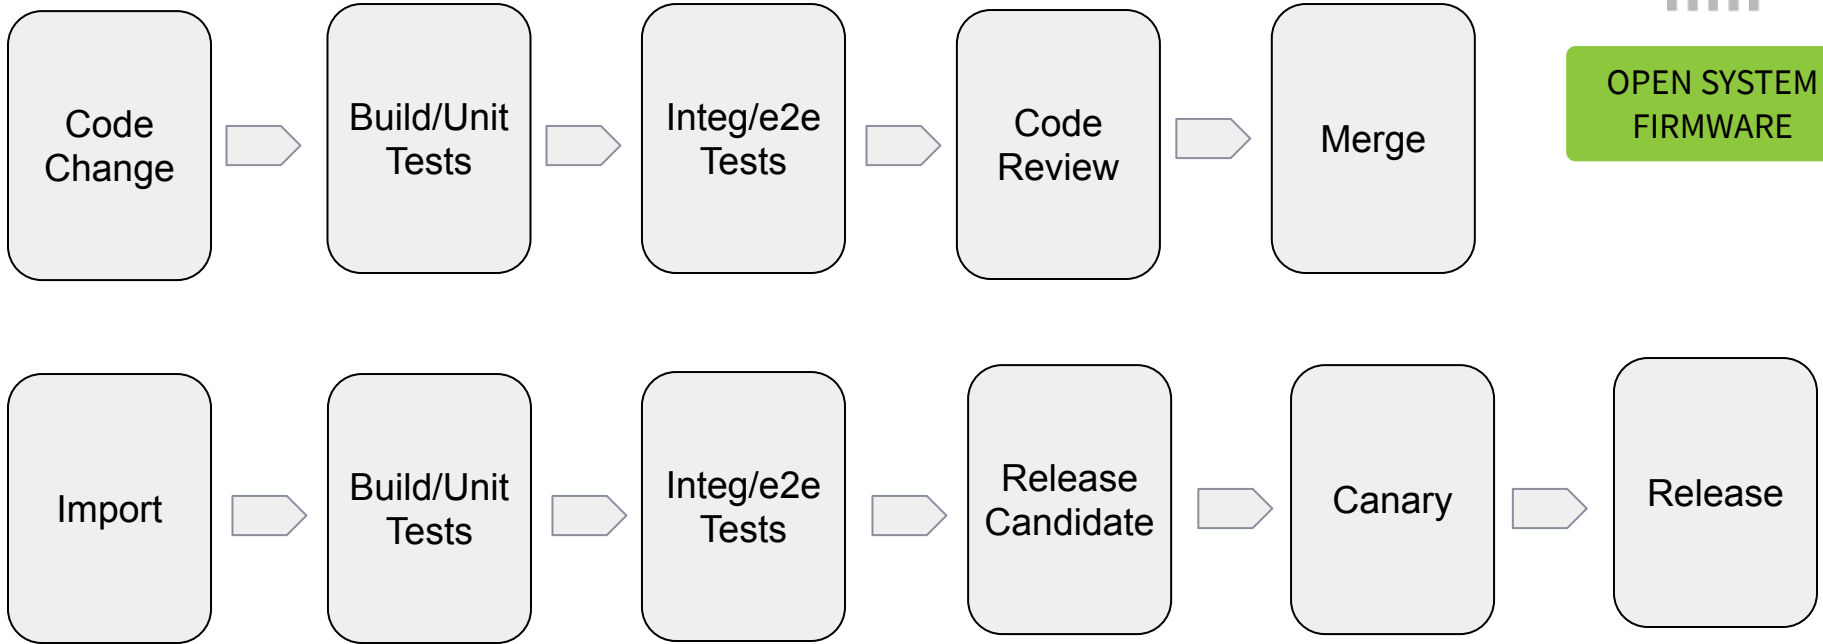 Code
Change
Build/Unit
Tests
Integ/e2e
Tests
Code
Review
Merge
OPEN SYSTEM
FIRMWARE
Import
Build/Unit
Tests
Integ/e2e
Tests
Release
Candidate
Canary
Release